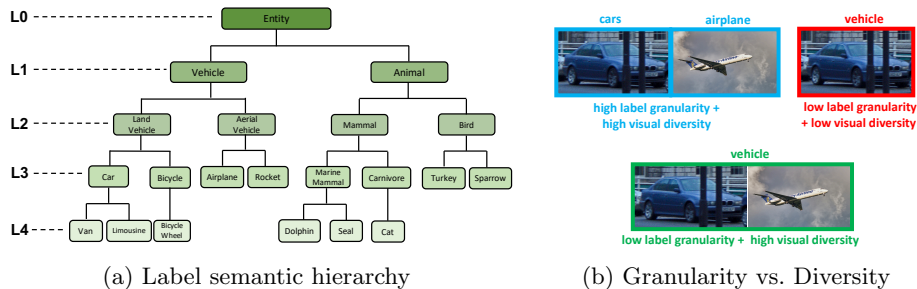 L0
Entity
L1
Vehicle
Animal
L2
Land
Vehicle
Aerial
Vehicle
Mammal
Bird
L3
Car
Bicycle
Airplane
Rocket
Marine
Mammal
Carnivore
Turkey
Sparrow
L4
Van
Limousine
Bicycle
Wheel
Dolphin
Seal
Cat
(a) Label semantic hierarchy
cars
airplane
high label granularity +
high visual diversity
vehicle
low label granularity
+ low visual diversity
vehicle
low label granularity + high visual diversity
(b) Granularity vs. Diversity